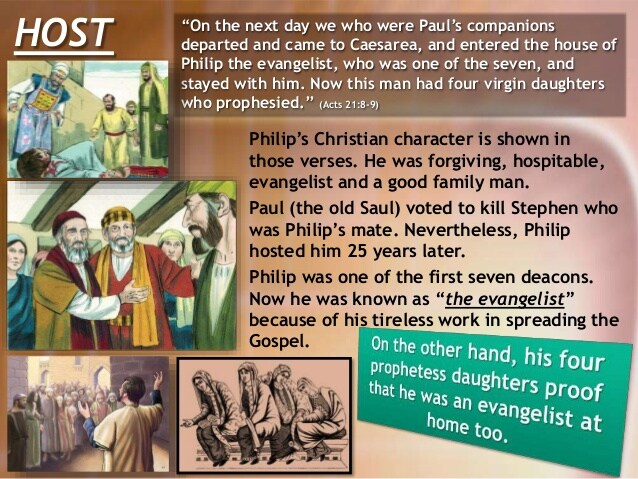 HOST
“On the next day we who were Paul’s companions
departed and came to Caesarea, and entered the house of
Philip the evangelist, who was one of the seven, and
stayed with him. Now this man had four virgin daughters
who prophesied.” (Acts 21:8-9)
Philip’s Christian character is shown in
those verses. He was forgiving, hospitable,
evangelist and a good family man.
Paul (the old Saul) voted to kill Stephen who
was Philip’s mate. Nevertheless, Philip
hosted him 25 years later.
Philip was one of the first seven deacons.
Now he was known as “the evangelist”
because of his tireless work in spreading the
Gospel.
On the other hand, his four
prophetess daughters proof
that he was an evangelist at
home too.